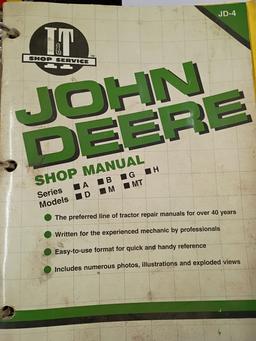 JD-4
I&T
SHOP SERVICE
JOHN
DEERE
SHOP MANUAL
Series ■ A ■ B ■ G ■ H
Models ■ D ■ M ■ MT
● The preferred line of tractor repair manuals for over 40 years
● Written for the experienced mechanic by professionals
● Easy-to-use format for quick and handy reference
● Includes numerous photos, illustrations and exploded views